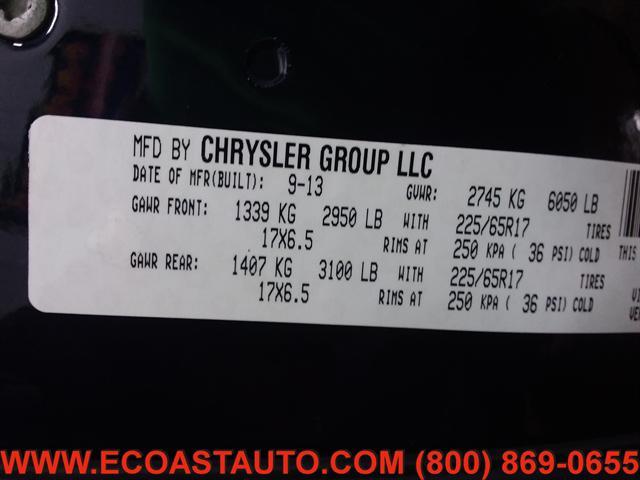 MFD BY CHRYSLER GROUP LLC
DATE OF MFR(BUILT): 9-13 GVWR: 2745 KG 6050 LB
GAWR FRONT: 1339 KG 2950 LB WITH 225/65R17 TIRES
17X6.5 RIMS AT 250 KPA ( 36 PSI) COLD THIS
GAWR REAR: 1407 KG 3100 LB WITH 225/65R17 TIRES
17X6.5 RIMS AT 250 KPA ( 36 PSI) COLD
WWW.ECOASTAUTO.COM (800) 869-0655